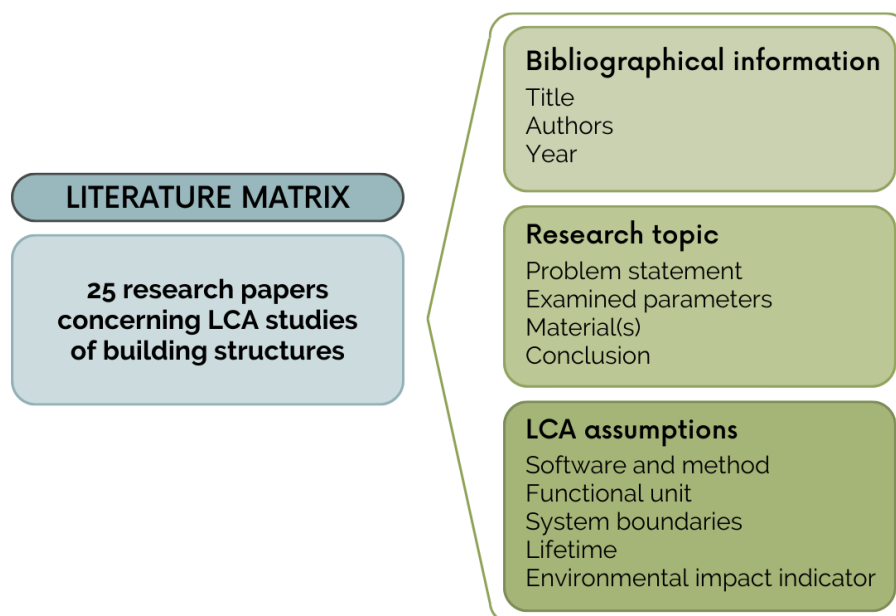 LITERATURE MATRIX
25 research papers
concerning LCA studies
of building structures
Bibliographical information
Title
Authors
Year
Research topic
Problem statement
Examined parameters
Material(s)
Conclusion
LCA assumptions
Software and method
Functional unit
System boundaries
Lifetime
Environmental impact indicator